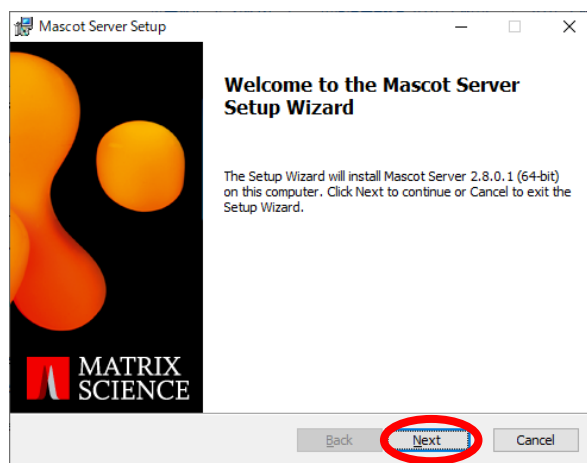 Mascot Server Setup
Welcome to the Mascot Server
Setup Wizard
The Setup Wizard will install Mascot Server 2.8.0.1 (64-bit)
on this computer. Click Next to continue or Cancel to exit the
Setup Wizard.
MATRIX
SCIENCE
Back Next Cancel